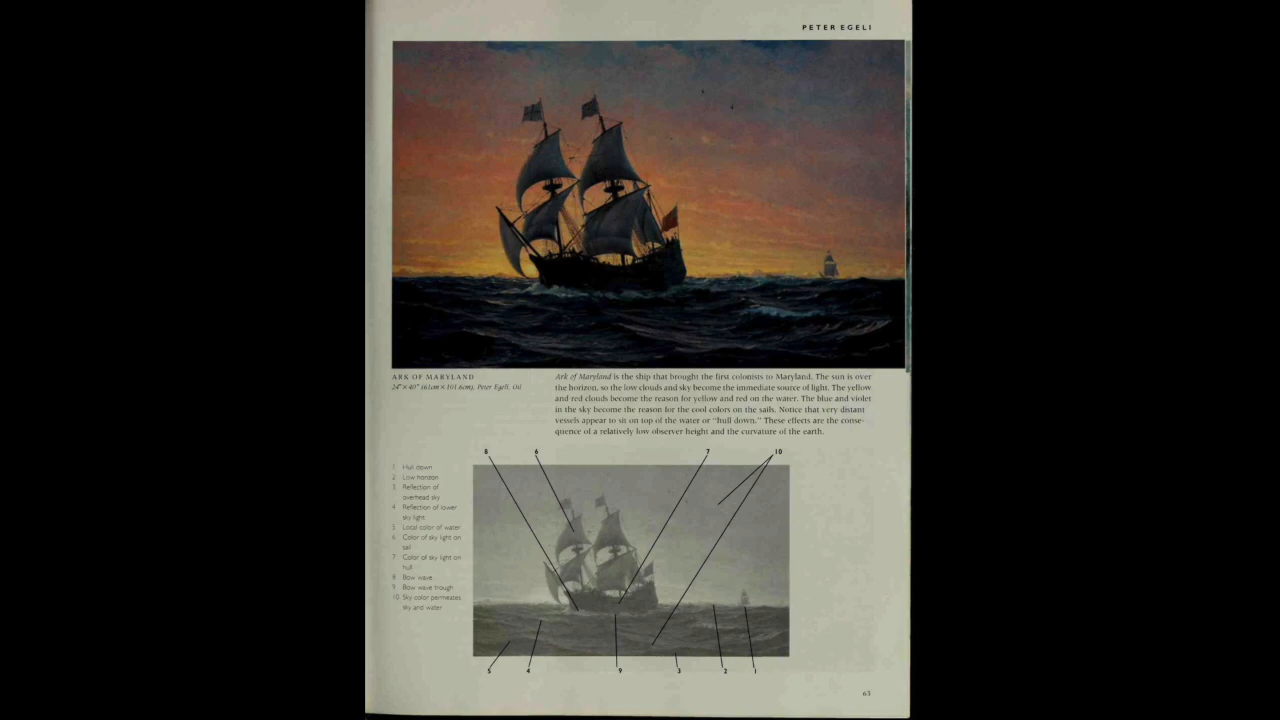 PETER EGELI
ARK OF MARYLAND
24"×40" (61cm×101.6cm), Peter Egeli, Oil
Ark of Maryland is the ship that brought the first colonists to Maryland. The sun is over
the horizon, so the low clouds and sky become the immediate source of light. The yellow
and red clouds become the reason for yellow and red on the water. The blue and violet
in the sky become the reason for the cool colors on the sails. Notice that very distant
vessels appear to sit on top of the water or "hull down." These effects are the conse-
quence of a relatively low observer height and the curvature of the earth.
8 6 7 10
1 Hull down
2 Low horizon
3 Reflection of
overhead sky
4 Reflection of lower
sky light
5 Local color of water
6 Color of sky light on
sail
7 Color of sky light on
hull
8 Bow wave
9 Bow wave trough
10 Sky color permeates
sky and water
5 4 9 3 2 1
63